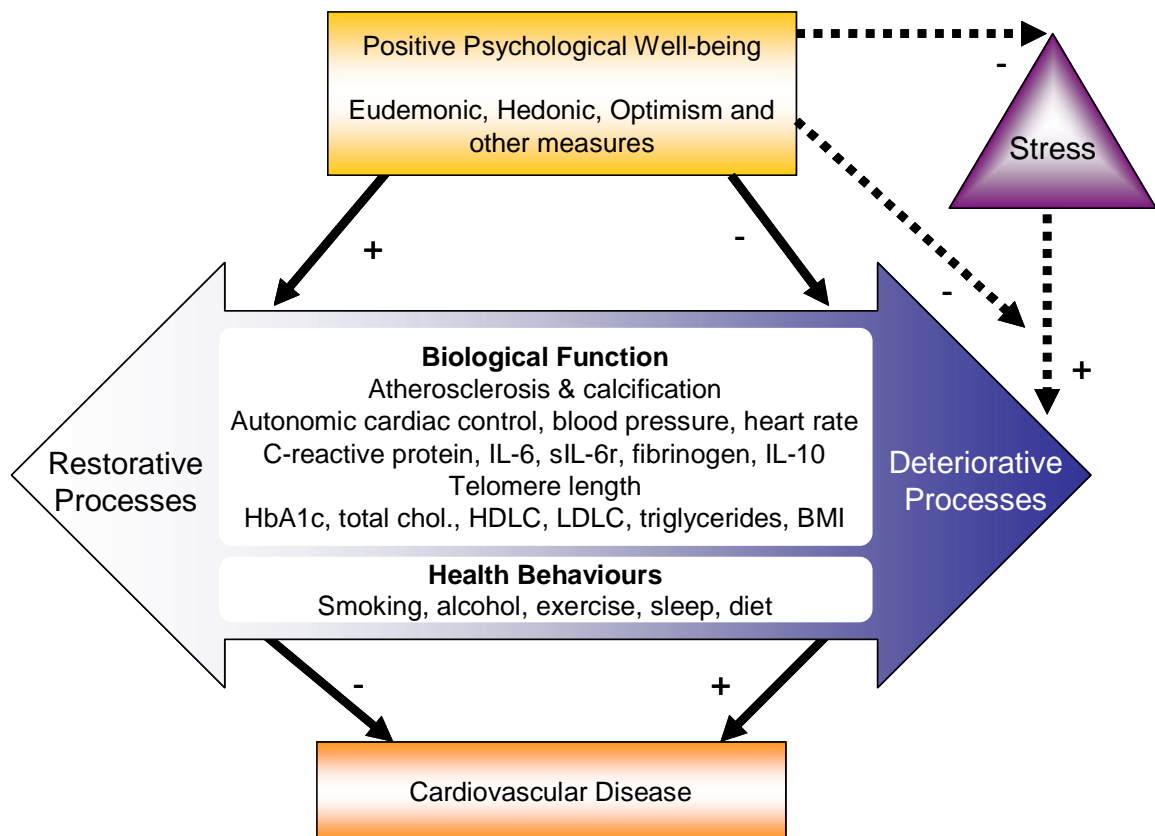 Positive Psychological Well-being
Eudemonic, Hedonic, Optimism and
other measures
-
Stress
+
-
-
+
Biological Function
Atherosclerosis & calcification
Autonomic cardiac control, blood pressure, heart rate
C-reactive protein, IL-6, sIL-6r, fibrinogen, IL-10
Telomere length
HbA1c, total chol., HDLC, LDLC, triglycerides, BMI
Restorative
Processes
Deteriorative
Processes
Health Behaviours
Smoking, alcohol, exercise, sleep, diet
-
+
Cardiovascular Disease